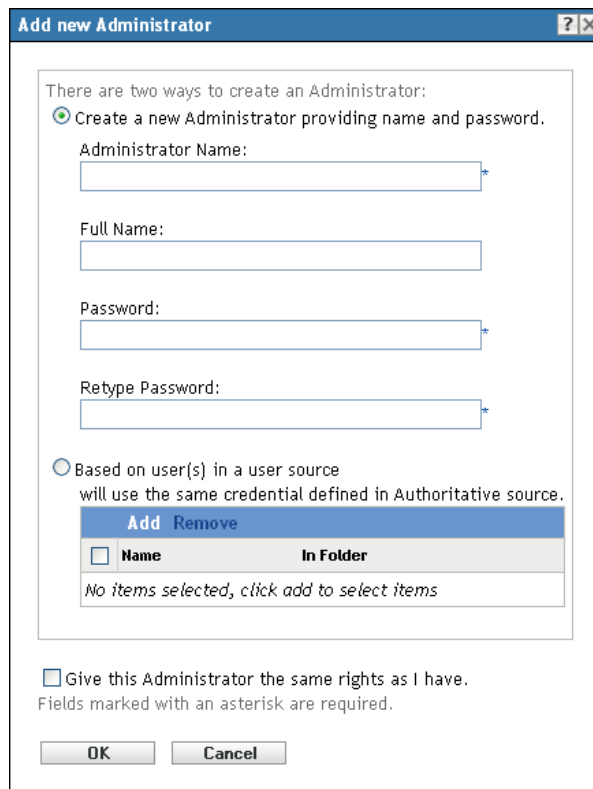 Add new Administrator
?
There are two ways to create an Administrator:
Create a new Administrator providing name and password.
Administrator Name:
*
Full Name:
Password:
*
Retype Password:
*
Based on user(s) in a user source
will use the same credential defined in Authoritative source.
Add Remove
Name In Folder
No items selected, click add to select items
Give this Administrator the same rights as I have.
Fields marked with an asterisk are required.
OK Cancel